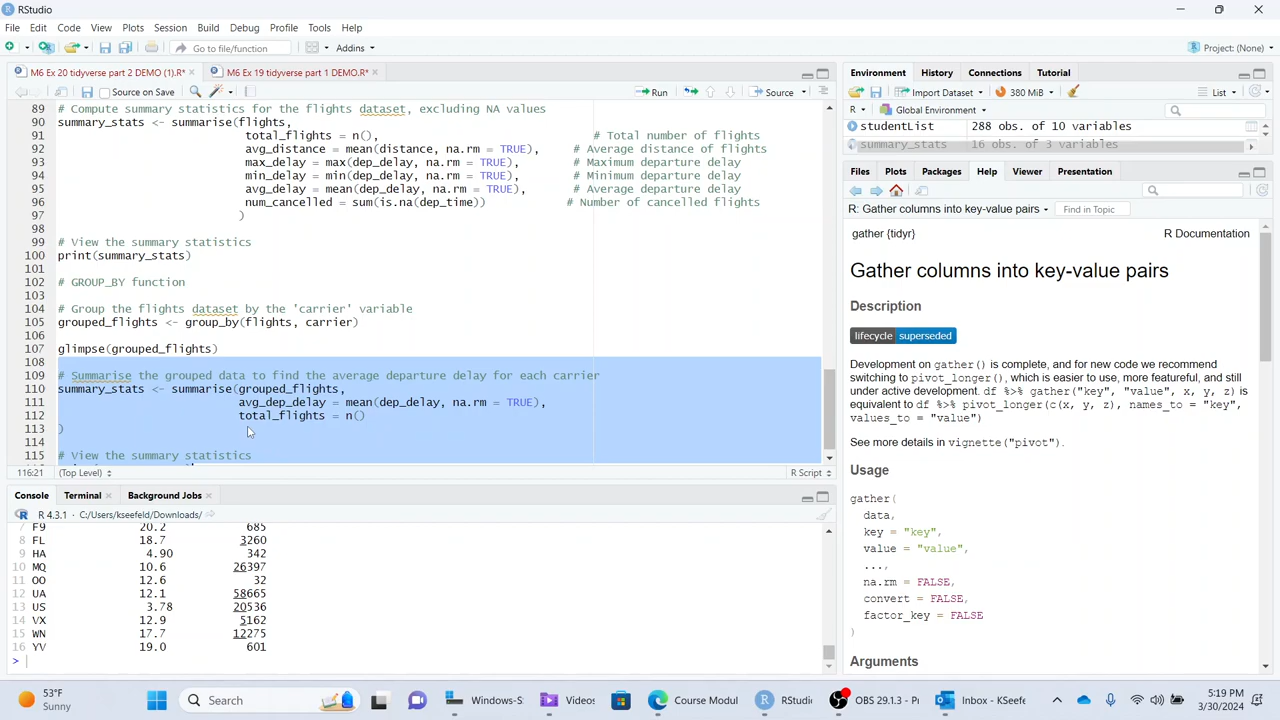 RStudio
File Edit Code View Plots Session Build Debug Profile Tools Help
Go to file/function Addins Project: (None)
M6 Ex 20 tidyverse part 2 DEMO (1).R* M6 Ex 19 tidyverse part 1 DEMO.R*
Source on Save Run Source
89 # Compute summary statistics for the flights dataset, excluding NA values
90 summary_stats <- summarise(flights,
91 total_flights = n(), # Total number of flights
92 avg_distance = mean(distance, na.rm = TRUE), # Average distance of flights
93 max_delay = max(dep_delay, na.rm = TRUE), # Maximum departure delay
94 min_delay = min(dep_delay, na.rm = TRUE), # Minimum departure delay
95 avg_delay = mean(dep_delay, na.rm = TRUE), # Average departure delay
96 num_cancelled = sum(is.na(dep_time)) # Number of cancelled flights
97 )
98
99 # View the summary statistics
100 print(summary_stats)
101
102 # GROUP_BY function
103
104 # Group the flights dataset by the 'carrier' variable
105 grouped_flights <- group_by(flights, carrier)
106
107 glimpse(grouped_flights)
108
109 # Summarise the grouped data to find the average departure delay for each carrier
110 summary_stats <- summarise(grouped_flights,
111 avg_dep_delay = mean(dep_delay, na.rm = TRUE),
112 total_flights = n()
113 )
114
115 # View the summary statistics
116:21 (Top Level) R Script
Console Terminal Background Jobs
R 4.3.1 · C:/Users/kseefeld/Downloads/
7 F9 20.2 685
8 FL 18.7 3260
9 HA 4.90 342
10 MQ 10.6 26397
11 OO 12.6 32
12 UA 12.1 58665
13 US 3.78 20536
14 VX 12.9 5162
15 WN 17.7 12275
16 YV 19.0 601
>
Environment History Connections Tutorial
Import Dataset 380 MiB List
R Global Environment
studentList 288 obs. of 10 variables
summary_stats 16 obs. of 3 variables
Files Plots Packages Help Viewer Presentation
R: Gather columns into key-value pairs Find in Topic
gather {tidyr} R Documentation
Gather columns into key-value pairs
Description
lifecycle superseded
Development on gather() is complete, and for new code we recommend
switching to pivot_longer(), which is easier to use, more featureful, and still
under active development. df %>% gather("key", "value", x, y, z) is
equivalent to df %>% pivot_longer(c(x, y, z), names_to = "key",
values_to = "value")
See more details in vignette("pivot").
Usage
gather(
data,
key = "key",
value = "value",
...,
na.rm = FALSE,
convert = FALSE,
factor_key = FALSE
)
Arguments
53°F
Sunny
Search
Windows-S Videos Course Modul RStudio OBS 29.1.3 - Pr Inbox - KSeefe
5:19 PM
3/30/2024